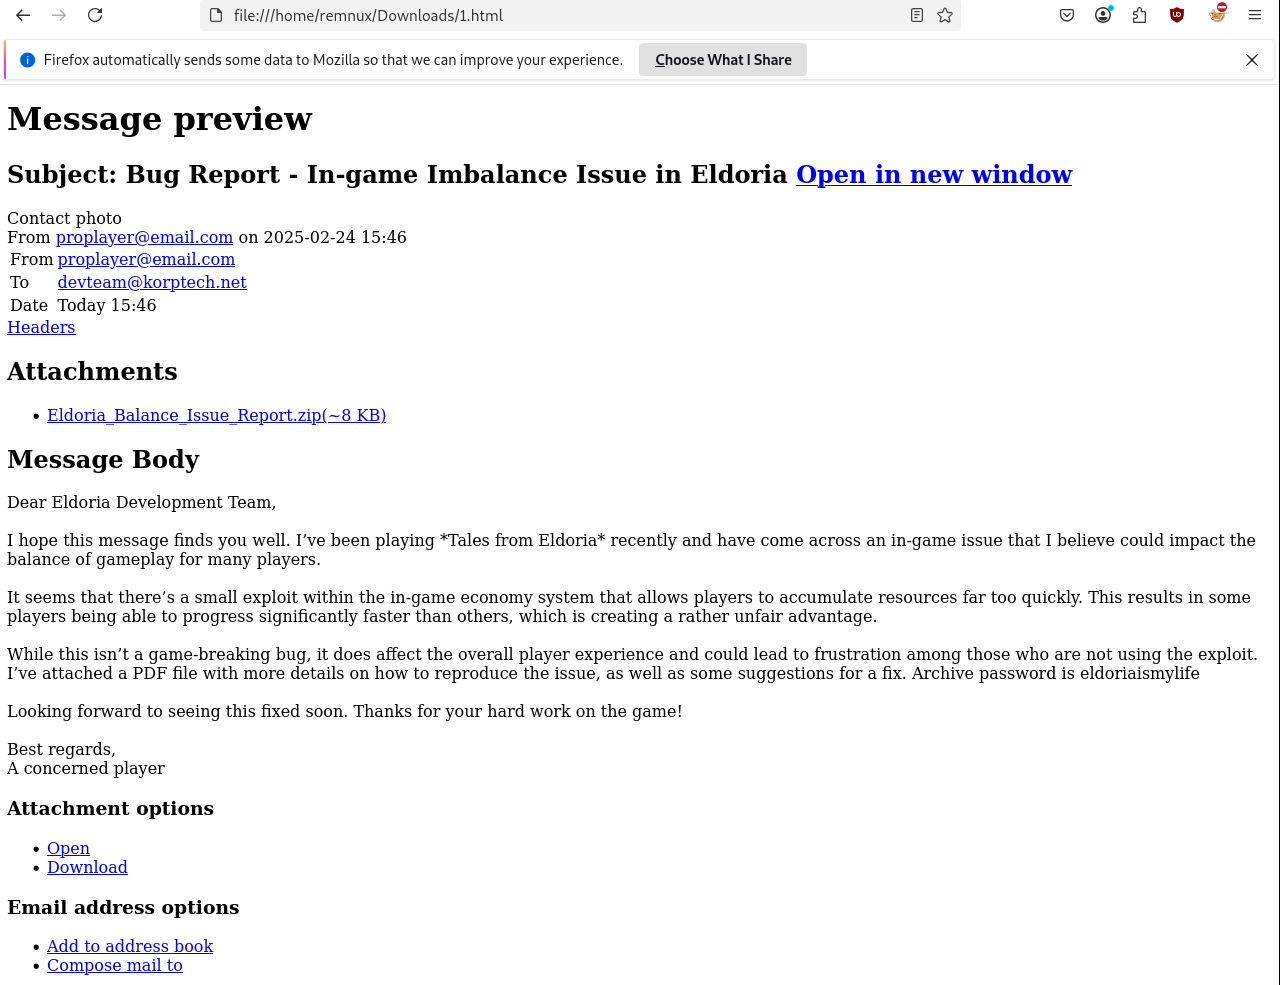 file:///home/remnux/Downloads/1.html
Firefox automatically sends some data to Mozilla so that we can improve your experience. Choose What I Share
Message preview
Subject: Bug Report - In-game Imbalance Issue in Eldoria Open in new window
Contact photo
From proplayer@email.com on 2025-02-24 15:46
From proplayer@email.com
To devteam@korptech.net
Date Today 15:46
Headers
Attachments
• Eldoria_Balance_Issue_Report.zip(~8 KB)
Message Body
Dear Eldoria Development Team,
I hope this message finds you well. I’ve been playing *Tales from Eldoria* recently and have come across an in-game issue that I believe could impact the
balance of gameplay for many players.
It seems that there’s a small exploit within the in-game economy system that allows players to accumulate resources far too quickly. This results in some
players being able to progress significantly faster than others, which is creating a rather unfair advantage.
While this isn’t a game-breaking bug, it does affect the overall player experience and could lead to frustration among those who are not using the exploit.
I’ve attached a PDF file with more details on how to reproduce the issue, as well as some suggestions for a fix. Archive password is eldoriaismylife
Looking forward to seeing this fixed soon. Thanks for your hard work on the game!
Best regards,
A concerned player
Attachment options
• Open
• Download
Email address options
• Add to address book
• Compose mail to